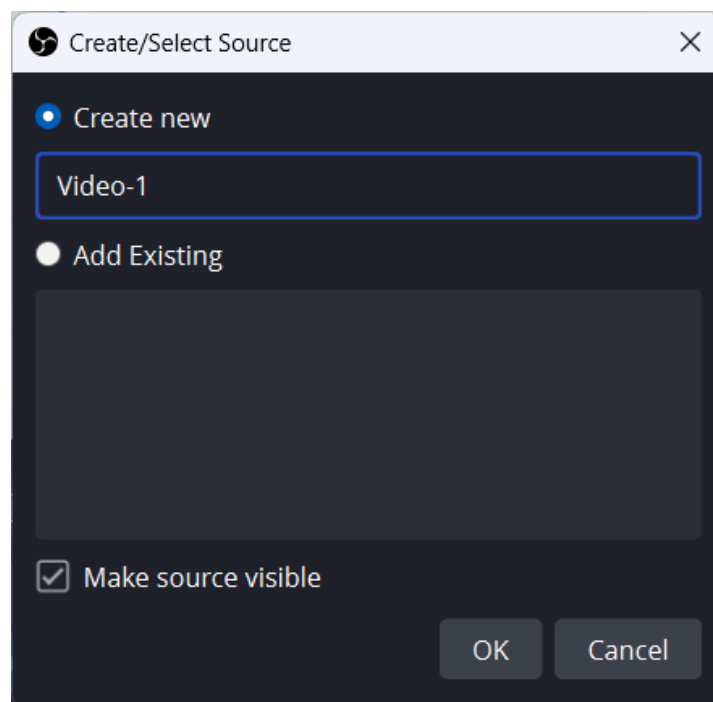 Create/Select Source
Create new
Video-1
Add Existing
Make source visible
OK Cancel